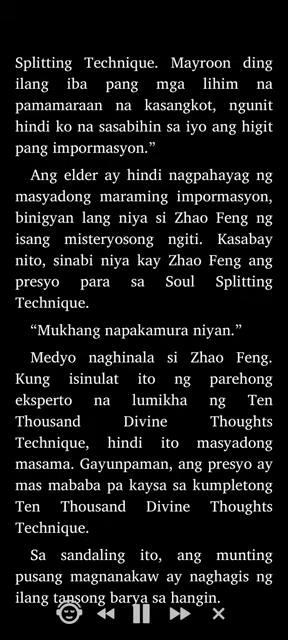 Splitting Technique. Mayroon ding
ilang iba pang mga lihim na
pamamaraan na kasangkot, ngunit
hindi ko na sasabihin sa iyo ang higit
pang impormasyon.”
Ang elder ay hindi nagpahayag ng
masyadong maraming impormasyon,
binigyan lang niya si Zhao Feng ng
isang misteryosong ngiti. Kasabay
nito, sinabi niya kay Zhao Feng ang
presyo para sa Soul Splitting
Technique.
“Mukhang napakamura niyan.”
Medyo naghinala si Zhao Feng.
Kung isinulat ito ng parehong
eksperto na lumikha ng Ten
Thousand Divine Thoughts
Technique, hindi ito masyadong
masama. Gayunpaman, ang presyo ay
mas mababa pa kaysa sa kumpletong
Ten Thousand Divine Thoughts
Technique.
Sa sandaling ito, ang munting
pusang magnanakaw ay naghagis ng
ilang tansong barya sa hangin.